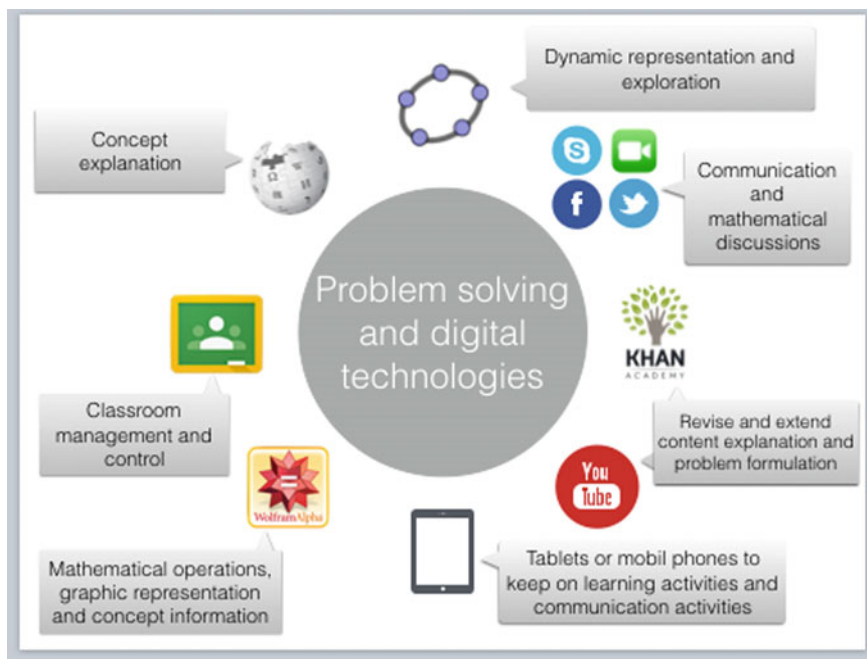 Dynamic representation and
exploration
Concept
explanation
Communication
and
mathematical
discussions
Problem solving
and digital
technologies
KHAN
ACADEMY
Classroom
management and
control
Revise and extend
content explanation and
problem formulation
You
Tube
WolframAlpha
Mathematical operations,
graphic representation
and concept information
Tablets or mobil phones to
keep on learning activities and
communication activities